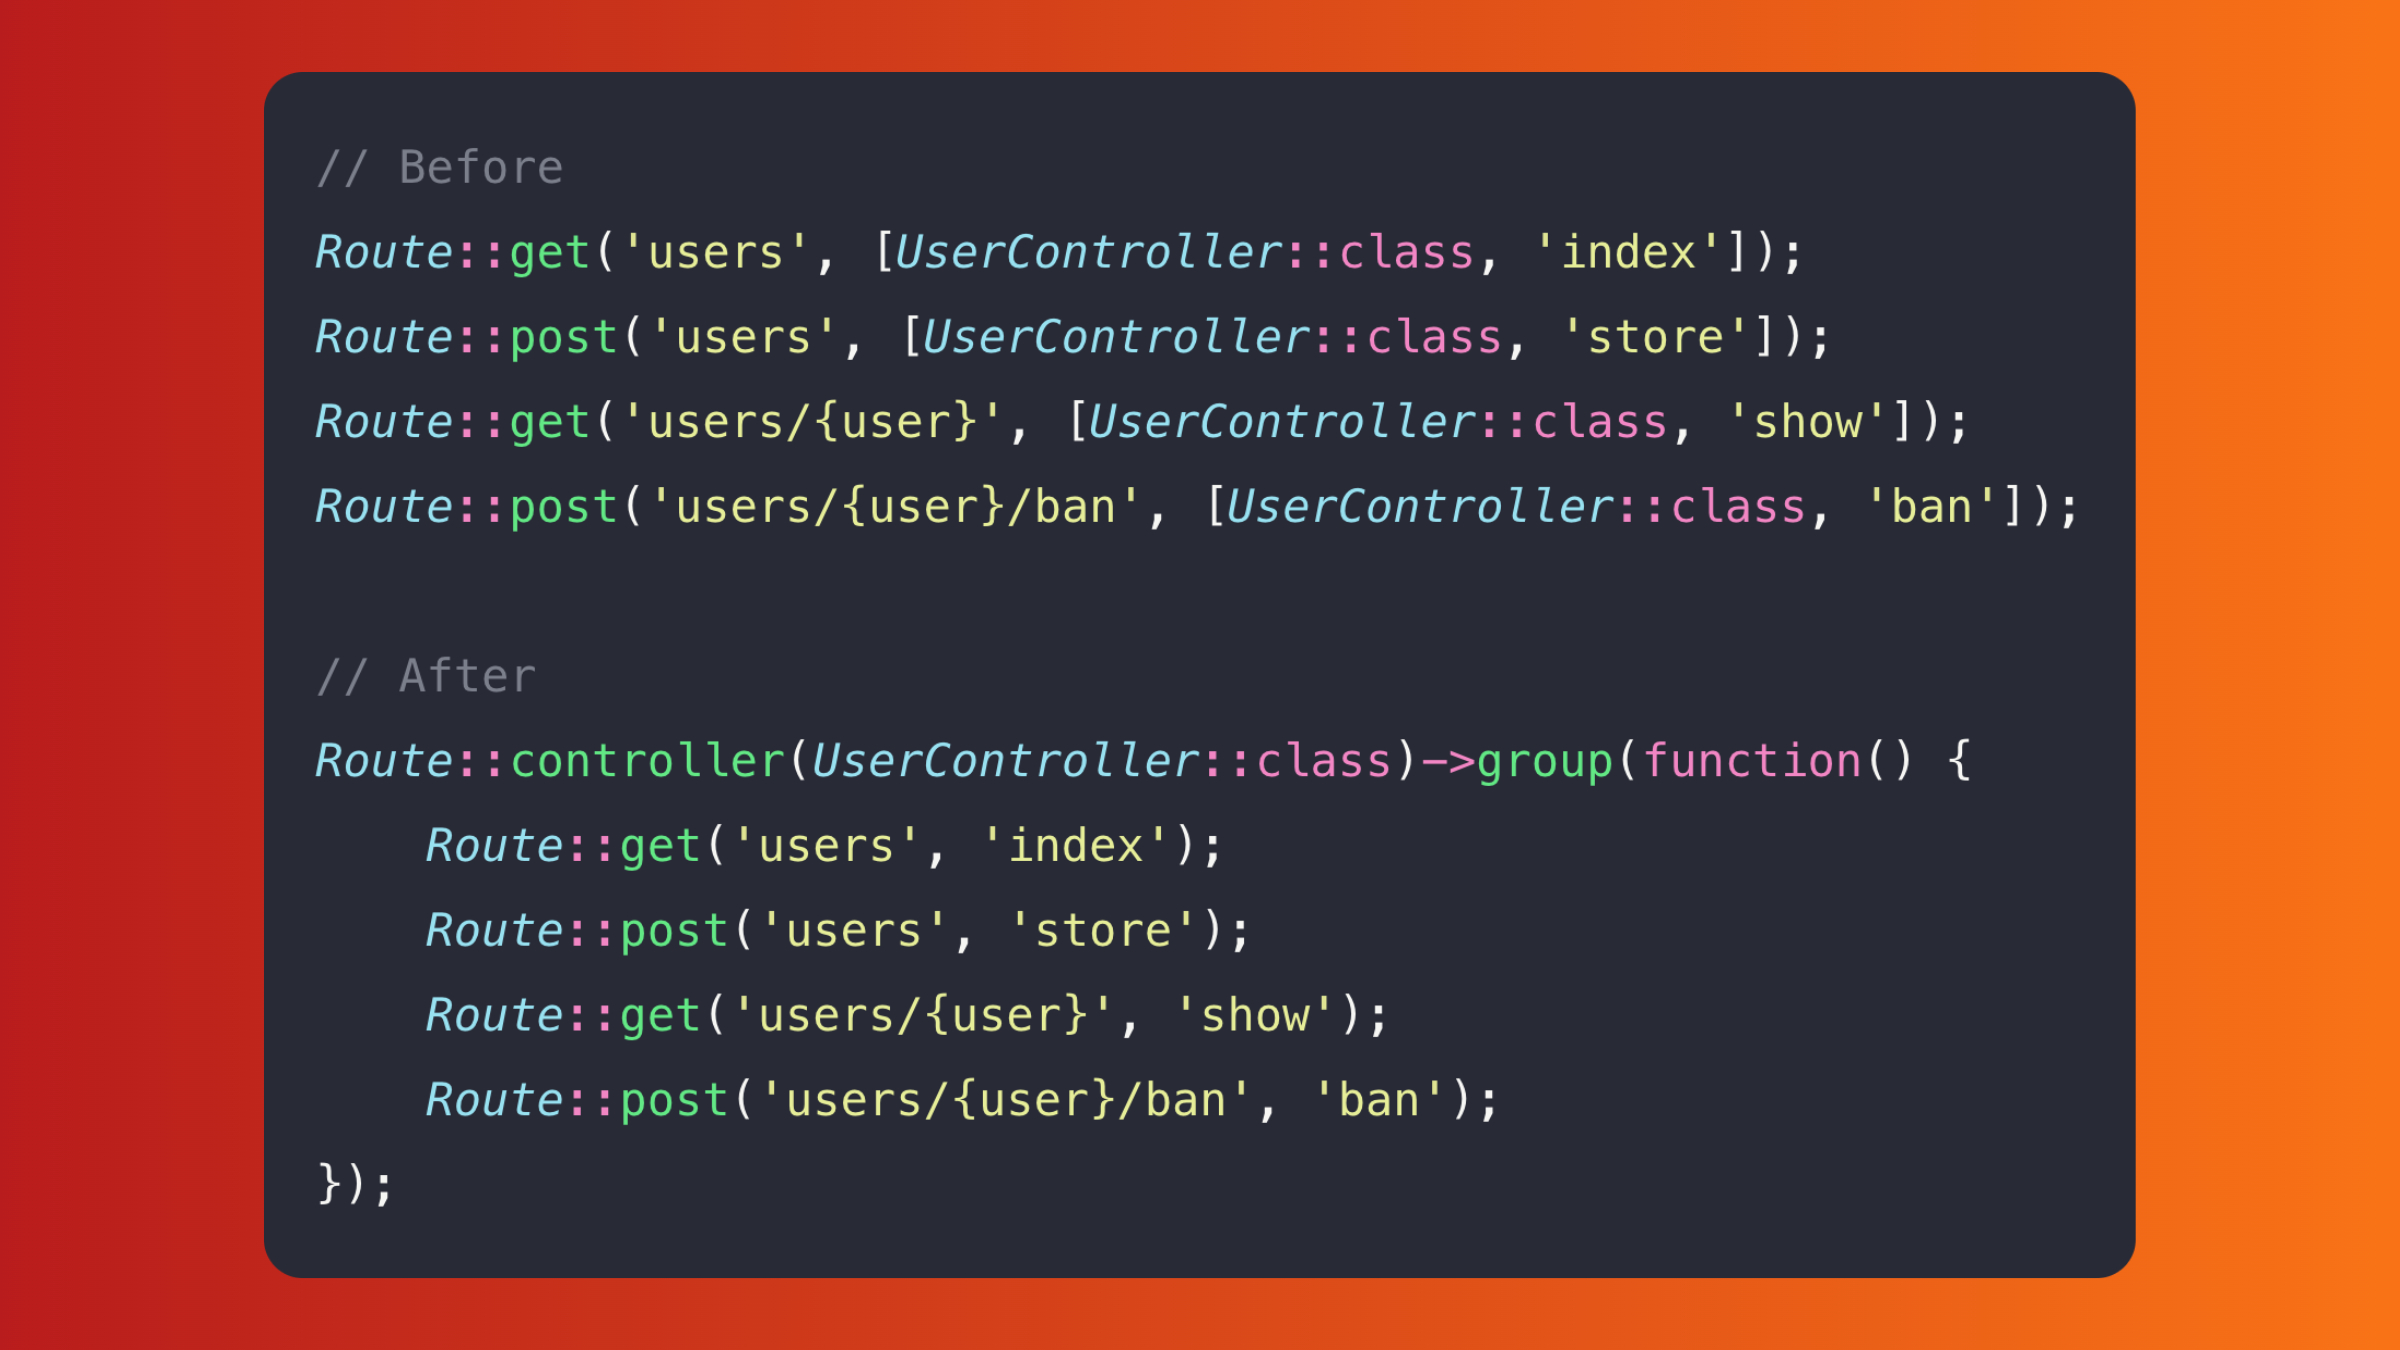 // Before
Route::get('users', [UserController::class, 'index']);
Route::post('users', [UserController::class, 'store']);
Route::get('users/{user}', [UserController::class, 'show']);
Route::post('users/{user}/ban', [UserController::class, 'ban']);

// After
Route::controller(UserController::class)->group(function() {
    Route::get('users', 'index');
    Route::post('users', 'store');
    Route::get('users/{user}', 'show');
    Route::post('users/{user}/ban', 'ban');
});